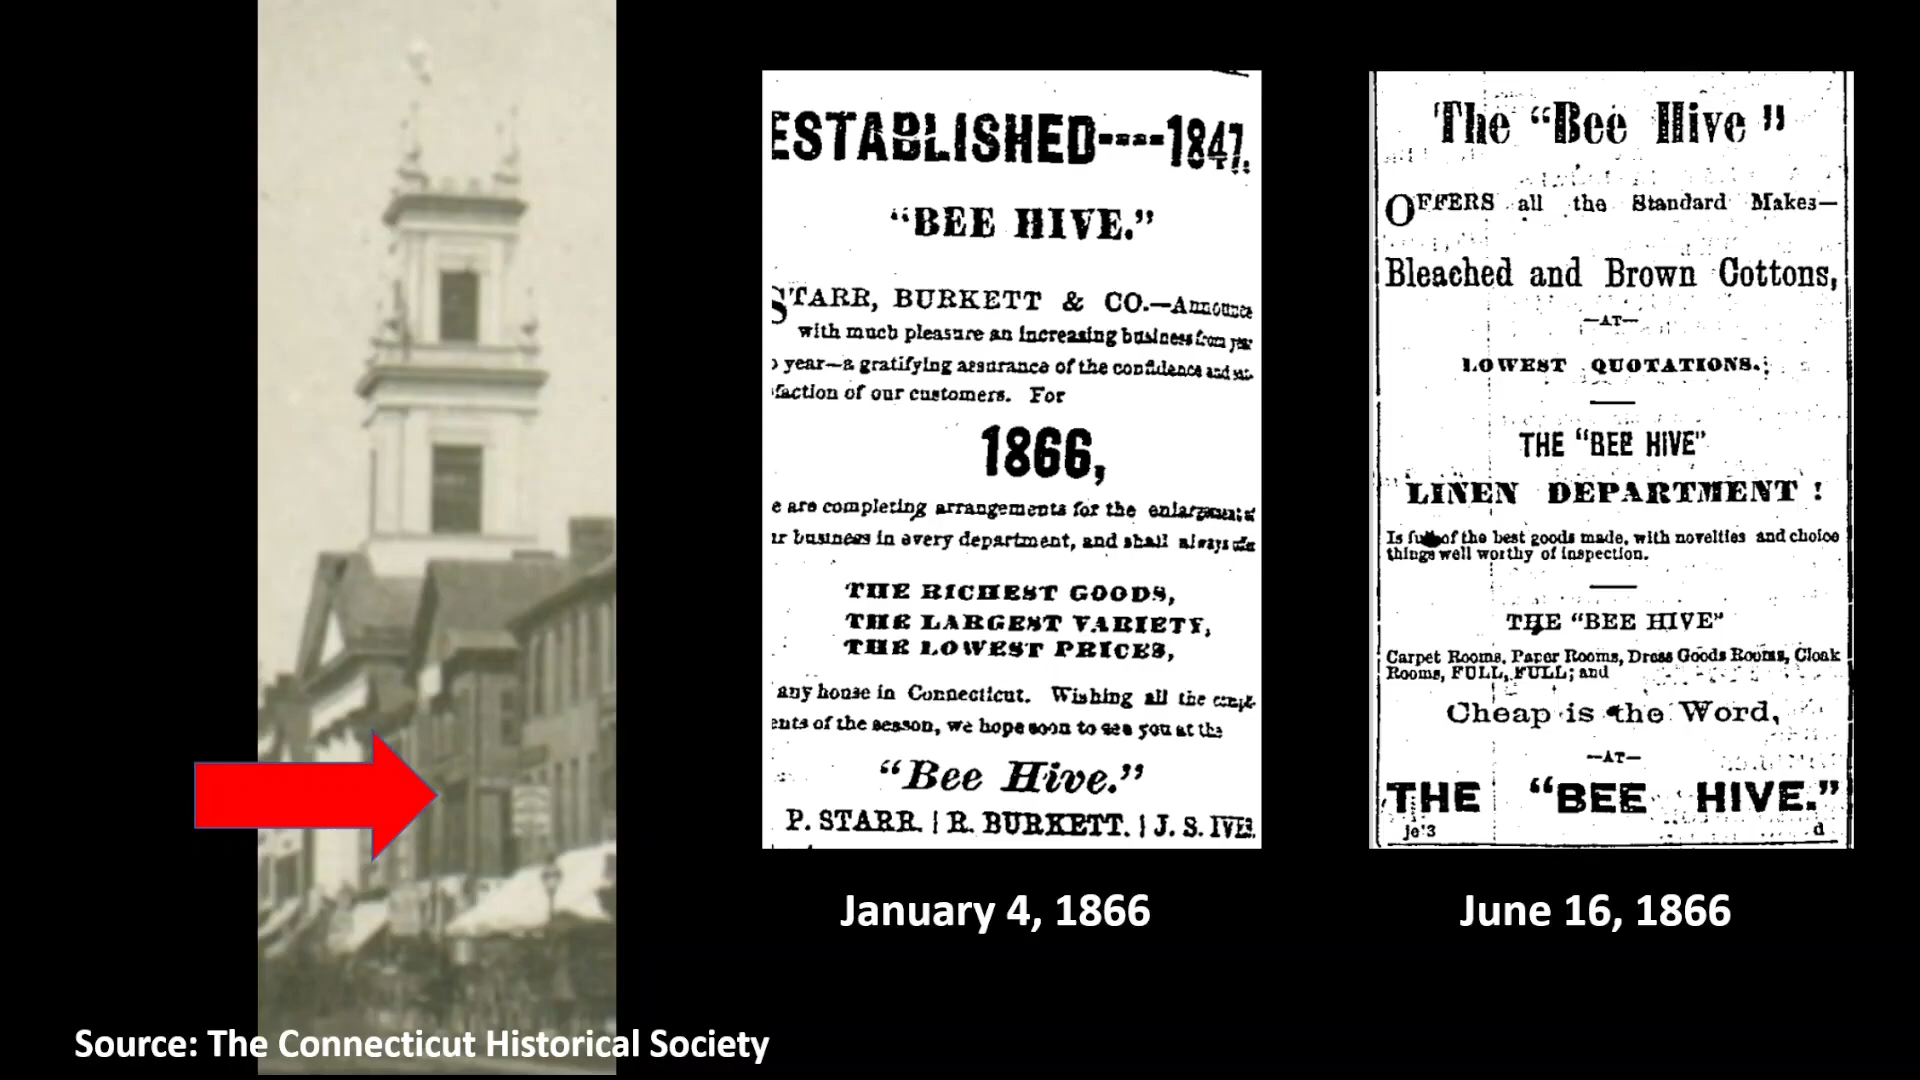 ESTABLISHED----1847.
“BEE HIVE.”
STARR, BURKETT & CO.—Announce
with much pleasure an increasing business from year
o year—a gratifying assurance of the confidence and
faction of our customers. For
1866,
e are completing arrangements for the enlargement
ur business in every department, and shall always
THE RICHEST GOODS,
THE LARGEST VARIETY,
THE LOWEST PRICES,
any house in Connecticut. Wishing all the
ents of the season, we hope soon to see you at the
“Bee Hive.”
P. STARR. | R. BURKETT. | J. S. IVES.
January 4, 1866
The “Bee Hive”
OFFERS all the Standard Makes—
Bleached and Brown Cottons,
—AT—
LOWEST QUOTATIONS.
THE “BEE HIVE”
LINEN DEPARTMENT !
Is full of the best goods made, with novelties and choice
things well worthy of inspection.
THE “BEE HIVE”
Carpet Rooms, Paper Rooms, Dress Goods Rooms, Cloak
Rooms, FULL, FULL; and
Cheap is the Word,
—AT—
THE “BEE HIVE.”
je'3 d
June 16, 1866
Source: The Connecticut Historical Society